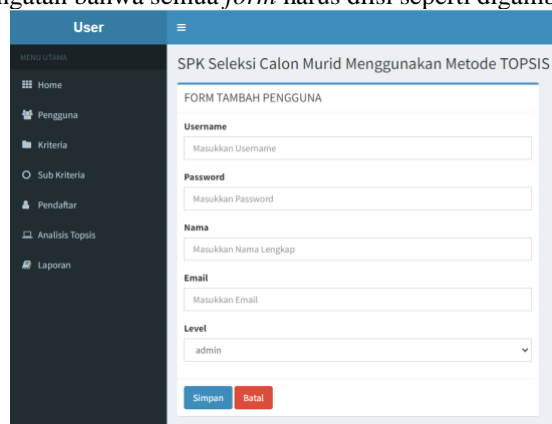 bahwa semua form harus diisi seperti
User
MENU UTAMA
Home
Pengguna
Kriteria
Sub Kriteria
Pendaftar
Analisis Topsis
Laporan
SPK Seleksi Calon Murid Menggunakan Metode TOPSIS
FORM TAMBAH PENGGUNA
Username
Masukkan Username
Password
Masukkan Password
Nama
Masukkan Nama Lengkap
Email
Masukkan Email
Level
admin
Simpan Batal